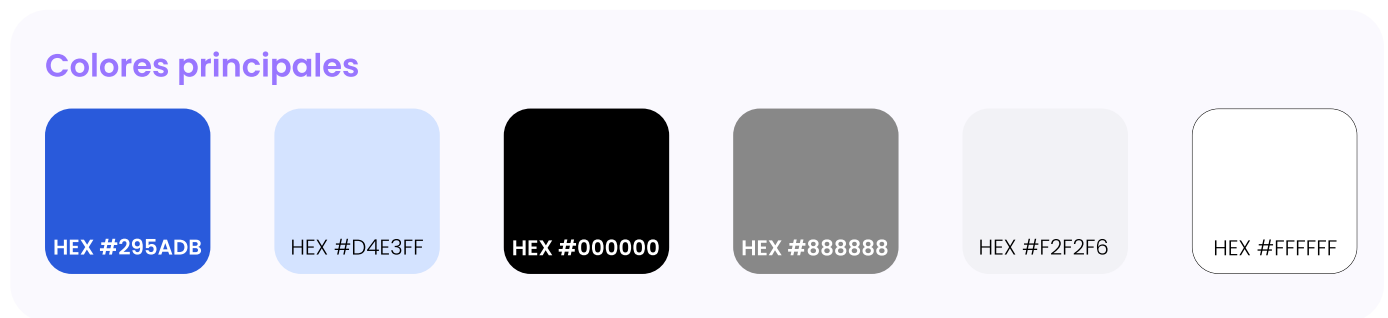 Colores principales
HEX #295ADB
HEX #D4E3FF
HEX #000000
HEX #888888
HEX #F2F2F6
HEX #FFFFFF